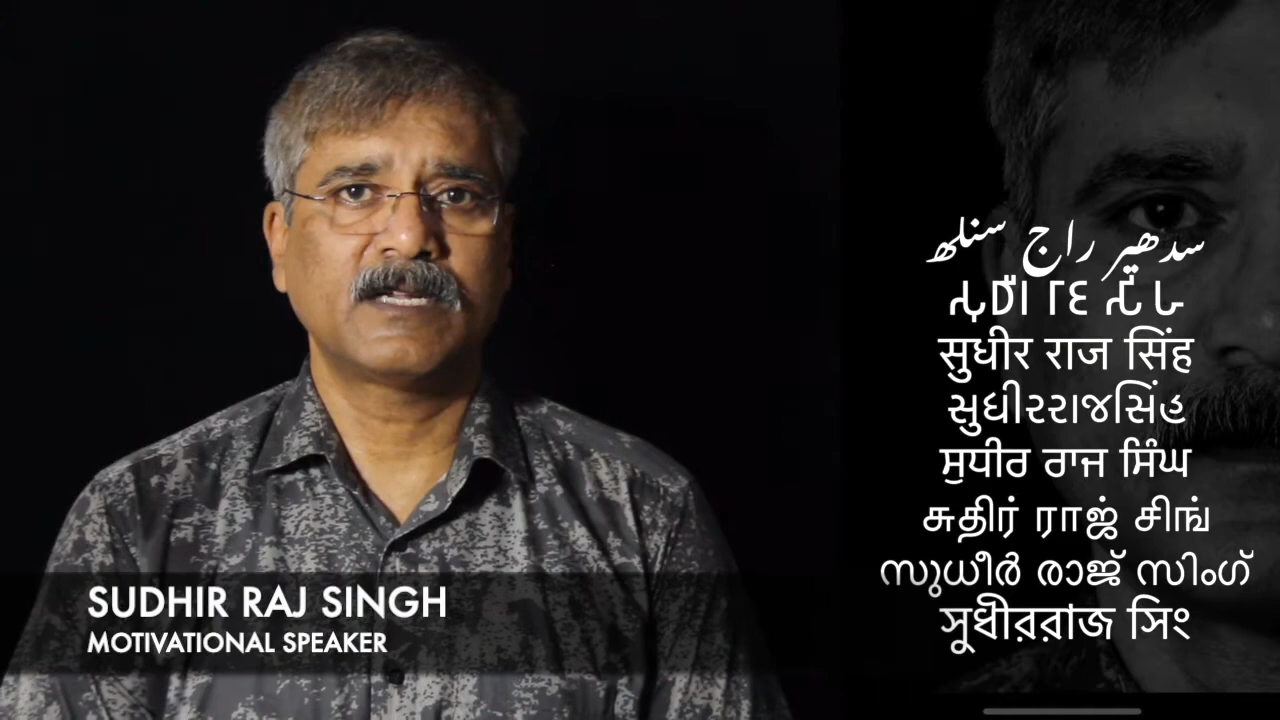 سدھیر راج سنلھ
सुधीर राज सिंह
સુધીરરાજસિંહ
ਸੁਧੀਰ ਰਾਜ ਸਿੰਘ
சுதிர் ராஜ் சிங்
സുധീർ രാജ് സിംഗ്
সুধীররাজ সিং
SUDHIR RAJ SINGH
MOTIVATIONAL SPEAKER